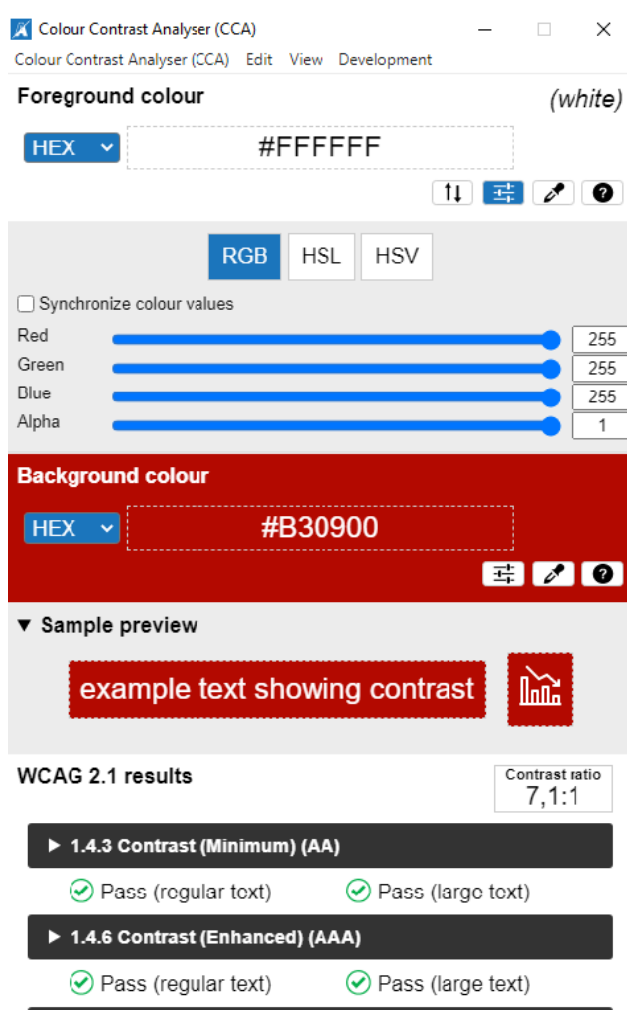 Colour Contrast Analyser (CCA)
Colour Contrast Analyser (CCA) Edit View Development
Foreground colour (white)
HEX #FFFFFF
RGB HSL HSV
Synchronize colour values
Red 255
Green 255
Blue 255
Alpha 1
Background colour
HEX #B30900
Sample preview
example text showing contrast
WCAG 2.1 results
Contrast ratio
7,1:1
1.4.3 Contrast (Minimum) (AA)
Pass (regular text) Pass (large text)
1.4.6 Contrast (Enhanced) (AAA)
Pass (regular text) Pass (large text)